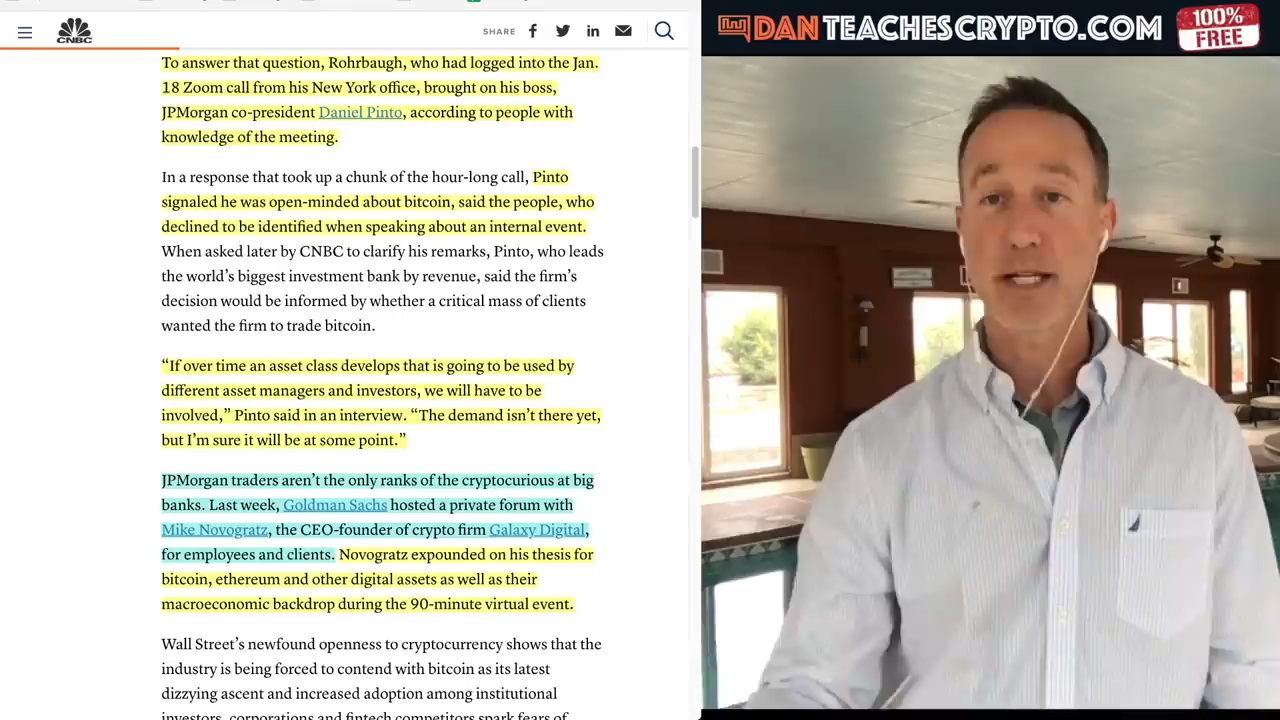 CNBC
SHARE
To answer that question, Rohrbaugh, who had logged into the Jan.
18 Zoom call from his New York office, brought on his boss,
JPMorgan co-president Daniel Pinto, according to people with
knowledge of the meeting.
In a response that took up a chunk of the hour-long call, Pinto
signaled he was open-minded about bitcoin, said the people, who
declined to be identified when speaking about an internal event.
When asked later by CNBC to clarify his remarks, Pinto, who leads
the world’s biggest investment bank by revenue, said the firm’s
decision would be informed by whether a critical mass of clients
wanted the firm to trade bitcoin.
“If over time an asset class develops that is going to be used by
different asset managers and investors, we will have to be
involved,” Pinto said in an interview. “The demand isn’t there yet,
but I’m sure it will be at some point.”
JPMorgan traders aren’t the only ranks of the cryptocurious at big
banks. Last week, Goldman Sachs hosted a private forum with
Mike Novogratz, the CEO-founder of crypto firm Galaxy Digital,
for employees and clients. Novogratz expounded on his thesis for
bitcoin, ethereum and other digital assets as well as their
macroeconomic backdrop during the 90-minute virtual event.
Wall Street’s newfound openness to cryptocurrency shows that the
industry is being forced to contend with bitcoin as its latest
dizzying ascent and increased adoption among institutional
investors, corporations and fintech competitors spark fears of
DANTEACHESCRYPTO.COM
100%
FREE